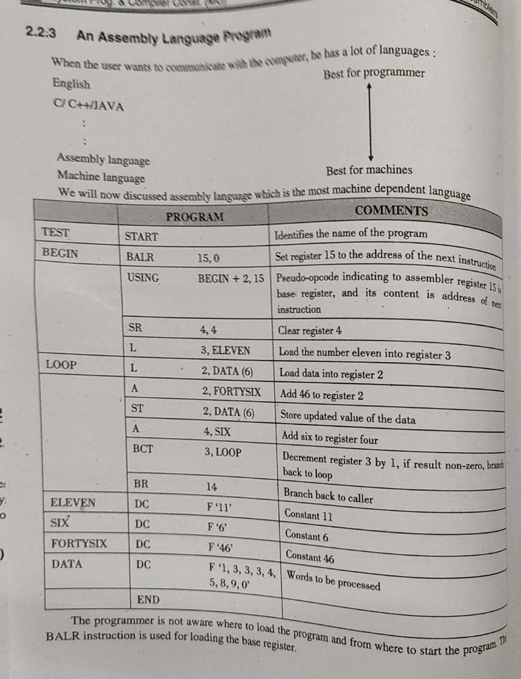 Prog. & Compiler Const. (MU)
2.2.3 An Assembly Language Program
When the user wants to communicate with the computer, he has a lot of languages :
English Best for programmer
C/ C++/JAVA
:
:
Assembly language
Machine language Best for machines
We will now discussed assembly language which is the most machine dependent language
PROGRAM COMMENTS
TEST START Identifies the name of the program
BEGIN BALR 15, 0 Set register 15 to the address of the next instruction
USING BEGIN + 2, 15 Pseudo-opcode indicating to assembler register 15 is
base register, and its content is address of next
instruction
SR 4, 4 Clear register 4
L 3, ELEVEN Load the number eleven into register 3
LOOP L 2, DATA (6) Load data into register 2
A 2, FORTYSIX Add 46 to register 2
ST 2, DATA (6) Store updated value of the data
A 4, SIX Add six to register four
BCT 3, LOOP Decrement register 3 by 1, if result non-zero, branch
back to loop
BR 14 Branch back to caller
ELEVEN DC F '11' Constant 11
SIX DC F '6' Constant 6
FORTYSIX DC F '46' Constant 46
DATA DC F '1, 3, 3, 3, 4, Words to be processed
5, 8, 9, 0'
END
The programmer is not aware where to load the program and from where to start the program. The
BALR instruction is used for loading the base register.